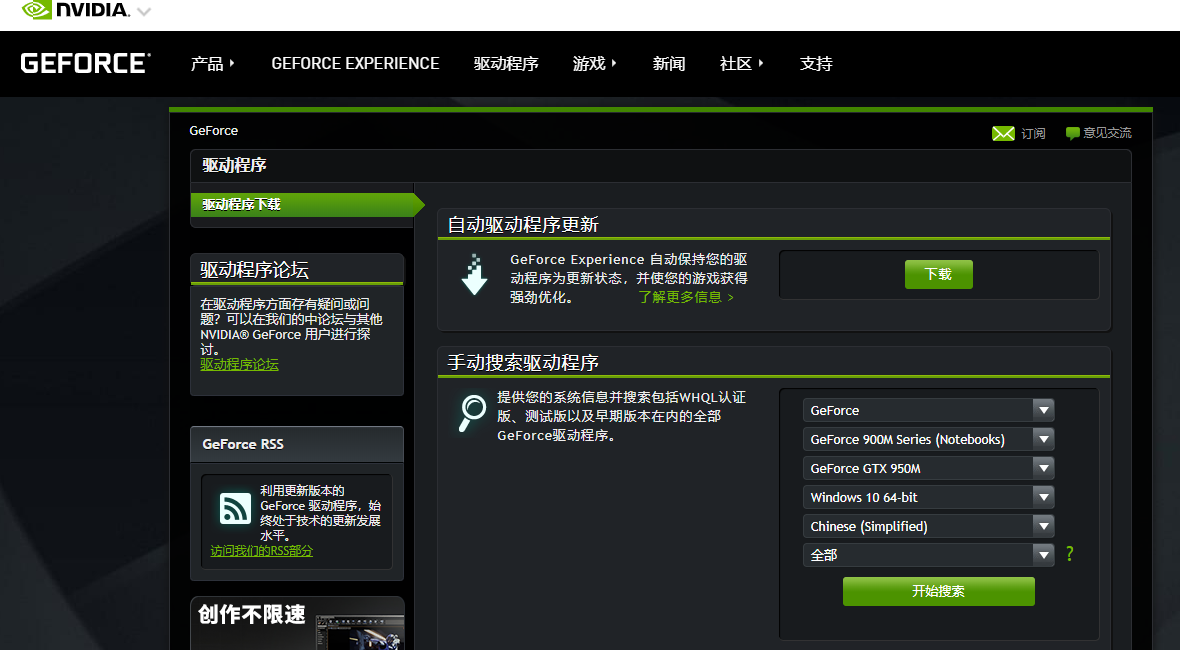 NVIDIA.
GEFORCE
产品
GEFORCE EXPERIENCE
驱动程序
游戏
新闻
社区
支持
GeForce
订阅
意见交流
驱动程序
驱动程序下载
驱动程序论坛
在驱动程序方面存有疑问或问
题？可以在我们的中论坛与其他
NVIDIA® GeForce 用户进行探
讨。
驱动程序论坛
GeForce RSS
利用更新版本的
GeForce 驱动程序，始
终处于技术的更新发展
水平。
访问我们的RSS部分
创作不限速
自动驱动程序更新
GeForce Experience 自动保持您的驱
动程序为更新状态，并使您的游戏获得
强劲优化。 了解更多信息 >
下载
手动搜索驱动程序
提供您的系统信息并搜索包括WHQL认证
版、测试版以及早期版本在内的全部
GeForce驱动程序。
GeForce
GeForce 900M Series (Notebooks)
GeForce GTX 950M
Windows 10 64-bit
Chinese (Simplified)
全部 ?
开始搜索